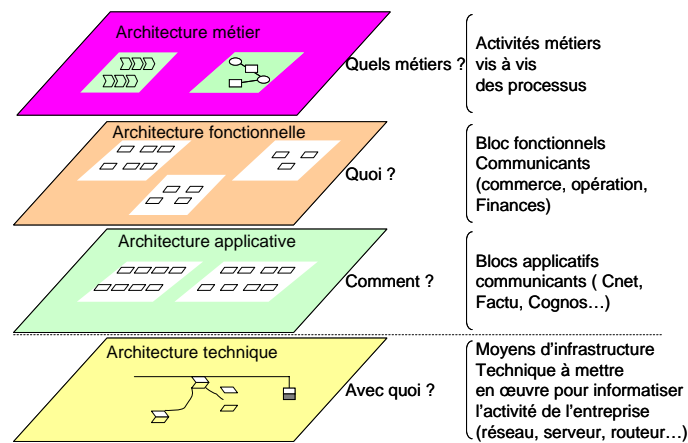 Architecture métier
Quels métiers ?
Activités métiers
vis à vis
des processus
Architecture fonctionnelle
Quoi ?
Bloc fonctionnels
Communicants
(commerce, opération,
Finances)
Architecture applicative
Comment ?
Blocs applicatifs
communicants ( Cnet,
Factu, Cognos…)
Architecture technique
Avec quoi ?
Moyens d’infrastructure
Technique à mettre
en œuvre pour informatiser
l’activité de l’entreprise
(réseau, serveur, routeur…)